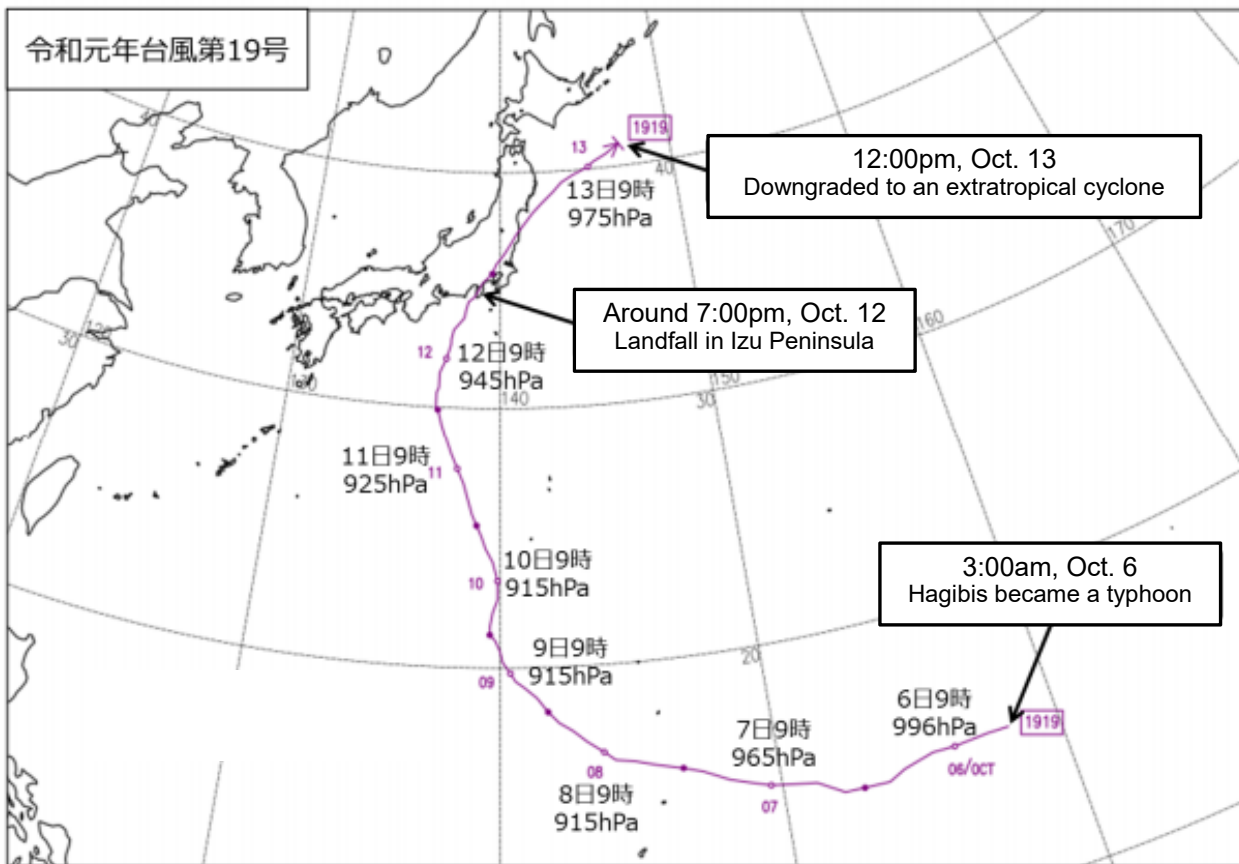 令和元年台風第19号
1919
13
12:00pm, Oct. 13
Downgraded to an extratropical cyclone
40
40
13日9時
975hPa
170
Around 7:00pm, Oct. 12
Landfall in Izu Peninsula
160
30
120
12
12日9時
945hPa
130
140
150
30
11日9時
925hPa
11
10
10日9時
915hPa
3:00am, Oct. 6
Hagibis became a typhoon
20
09
9日9時
915hPa
6日9時
996hPa
1919
7日9時
965hPa
06/OCT
08
07
8日9時
915hPa